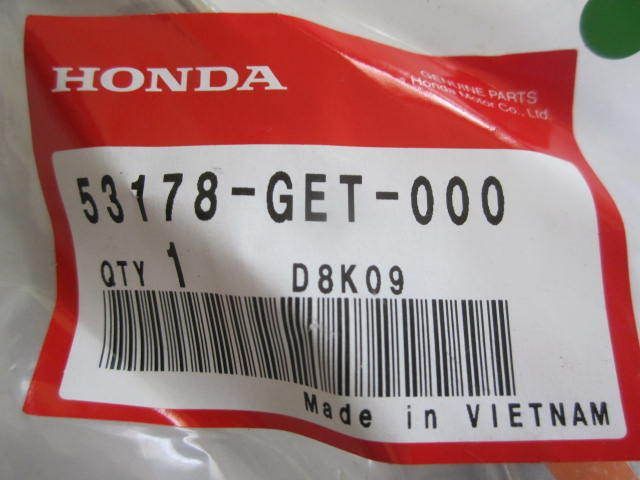 HONDA
GENUINE PARTS
Honda Motor Co., Ltd.
53178-GET-000
QTY 1 D8K09
Made in VIETNAM